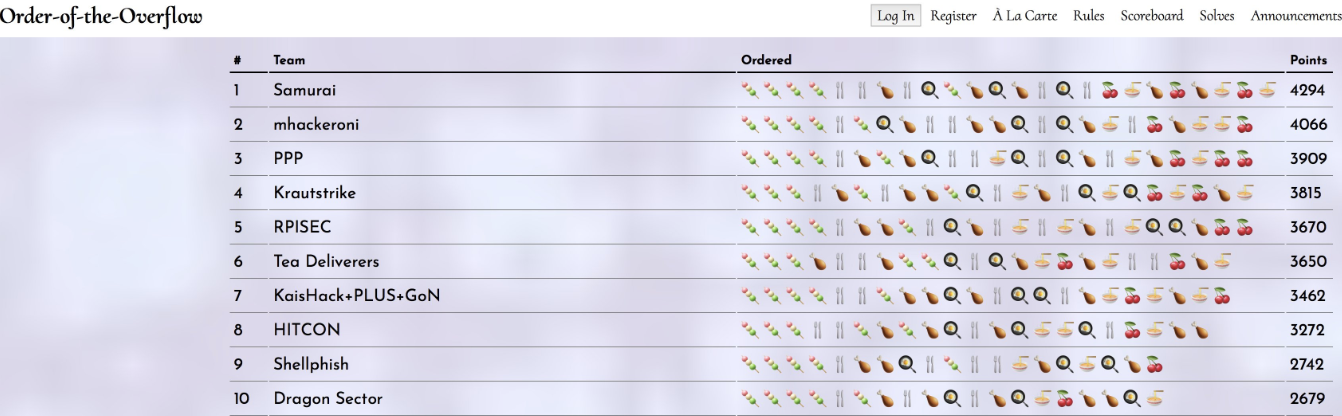 Order-of-the-Overflow Log In Register À La Carte Rules Scoreboard Solves Announcements
# Team Ordered Points
1 Samurai 4294
2 mhackeroni 4066
3 PPP 3909
4 Krautstrike 3815
5 RPISEC 3670
6 Tea Deliverers 3650
7 KaisHack+PLUS+GoN 3462
8 HITCON 3272
9 Shellphish 2742
10 Dragon Sector 2679